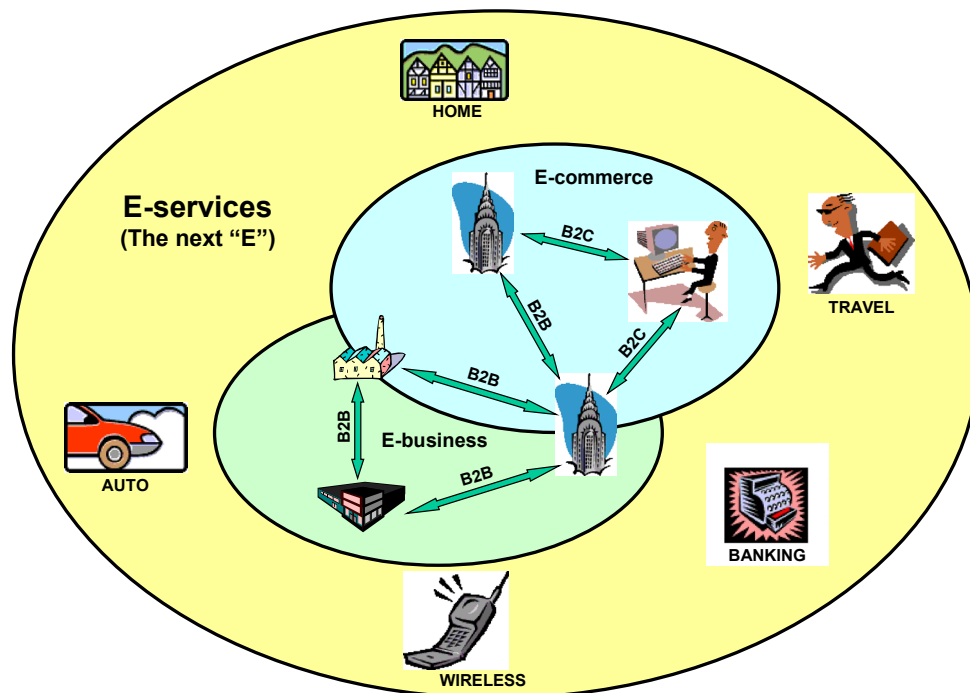 HOME
E-commerce
E-services
(The next “E”)
B2C
TRAVEL
B2B
B2C
B2B
B2B
E-business
AUTO
B2B
BANKING
WIRELESS